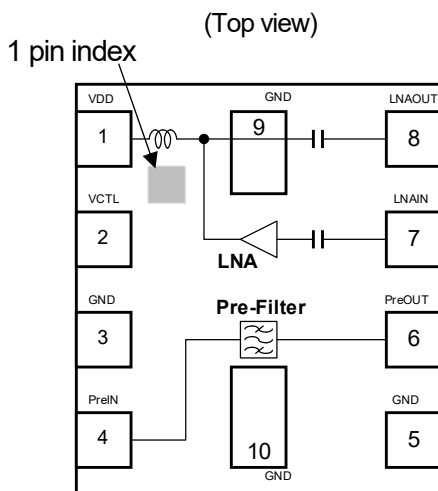 (Top view)
1 pin index
VDD
GND
LNAOUT
1
9
8
VCTL
LNAIN
2
7
LNA
GND
Pre-Filter
PreOUT
3
6
PreIN
GND
4
10
5
GND